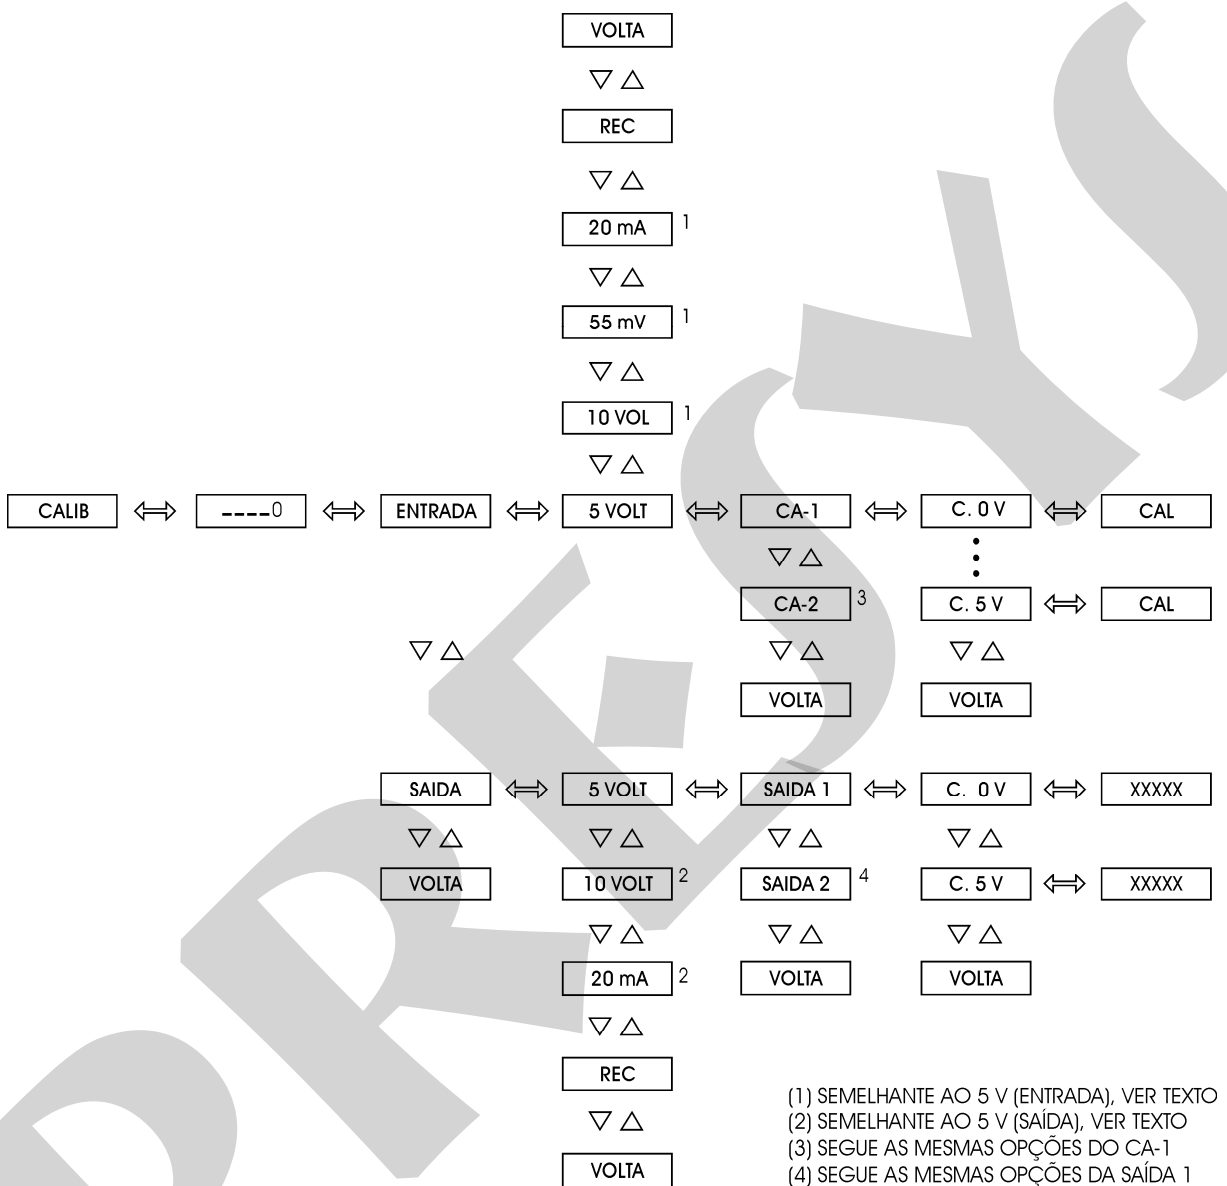 VOLTA
REC
20 mA 1
55 mV 1
10 VOL 1
CALIB ----0 ENTRADA 5 VOLT CA-1 C. 0 V CAL
CA-2 3 C. 5 V CAL
VOLTA VOLTA
SAIDA 5 VOLT SAIDA 1 C. 0 V XXXXX
VOLTA 10 VOLT 2 SAIDA 2 4 C. 5 V XXXXX
20 mA 2 VOLTA VOLTA
REC
VOLTA
(1) SEMELHANTE AO 5 V (ENTRADA), VER TEXTO
(2) SEMELHANTE AO 5 V (SAÍDA), VER TEXTO
(3) SEGUE AS MESMAS OPÇÕES DO CA-1
(4) SEGUE AS MESMAS OPÇÕES DA SAÍDA 1
PRESYS